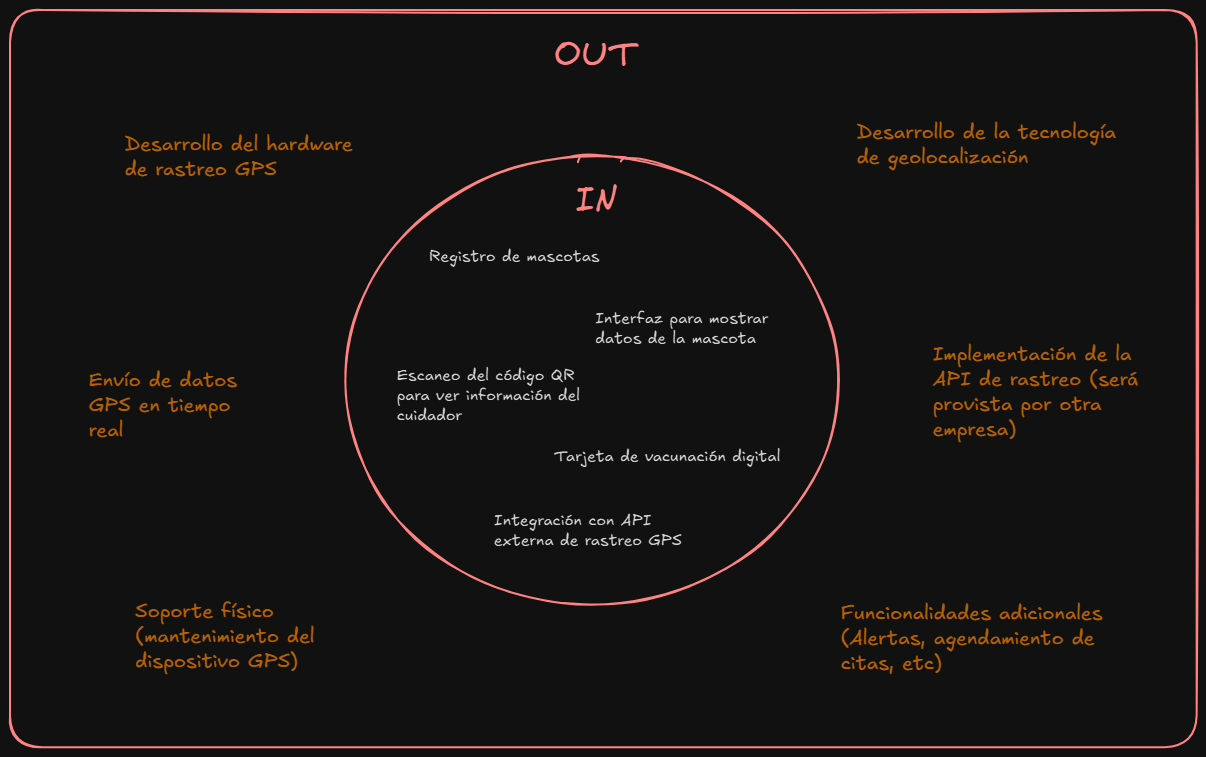 OUT
Desarrollo del hardware
de rastreo GPS
Desarrollo de la tecnología
de geolocalización
IN
Registro de mascotas
Interfaz para mostrar
datos de la mascota
Escaneo del código QR
para ver información del
cuidador
Tarjeta de vacunación digital
Integración con API
externa de rastreo GPS
Envío de datos
GPS en tiempo
real
Implementación de la
API de rastreo (será
provista por otra
empresa)
Soporte físico
(mantenimiento del
dispositivo GPS)
Funcionalidades adicionales
(Alertas, agendamiento de
citas, etc)